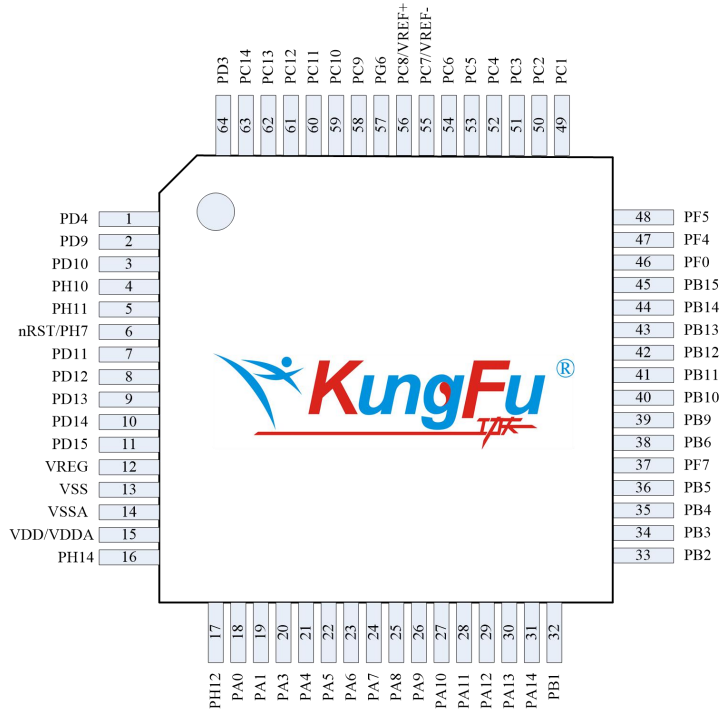 PD3 PC14 PC13 PC12 PC11 PC10 PC9 PG6 PC8/VREF+ PC7/VREF- PC6 PC5 PC4 PC3 PC2 PC1
64 63 62 61 60 59 58 57 56 55 54 53 52 51 50 49
PD4 1
PD9 2
PD10 3
PH10 4
PH11 5
nRST/PH7 6
PD11 7
PD12 8
PD13 9
PD14 10
PD15 11
VREG 12
VSS 13
VSSA 14
VDD/VDDA 15
PH14 16
KungFu®
功夫
48 PF5
47 PF4
46 PF0
45 PB15
44 PB14
43 PB13
42 PB12
41 PB11
40 PB10
39 PB9
38 PB6
37 PF7
36 PB5
35 PB4
34 PB3
33 PB2
17 18 19 20 21 22 23 24 25 26 27 28 29 30 31 32
PH12 PA0 PA1 PA3 PA4 PA5 PA6 PA7 PA8 PA9 PA10 PA11 PA12 PA13 PA14 PB1